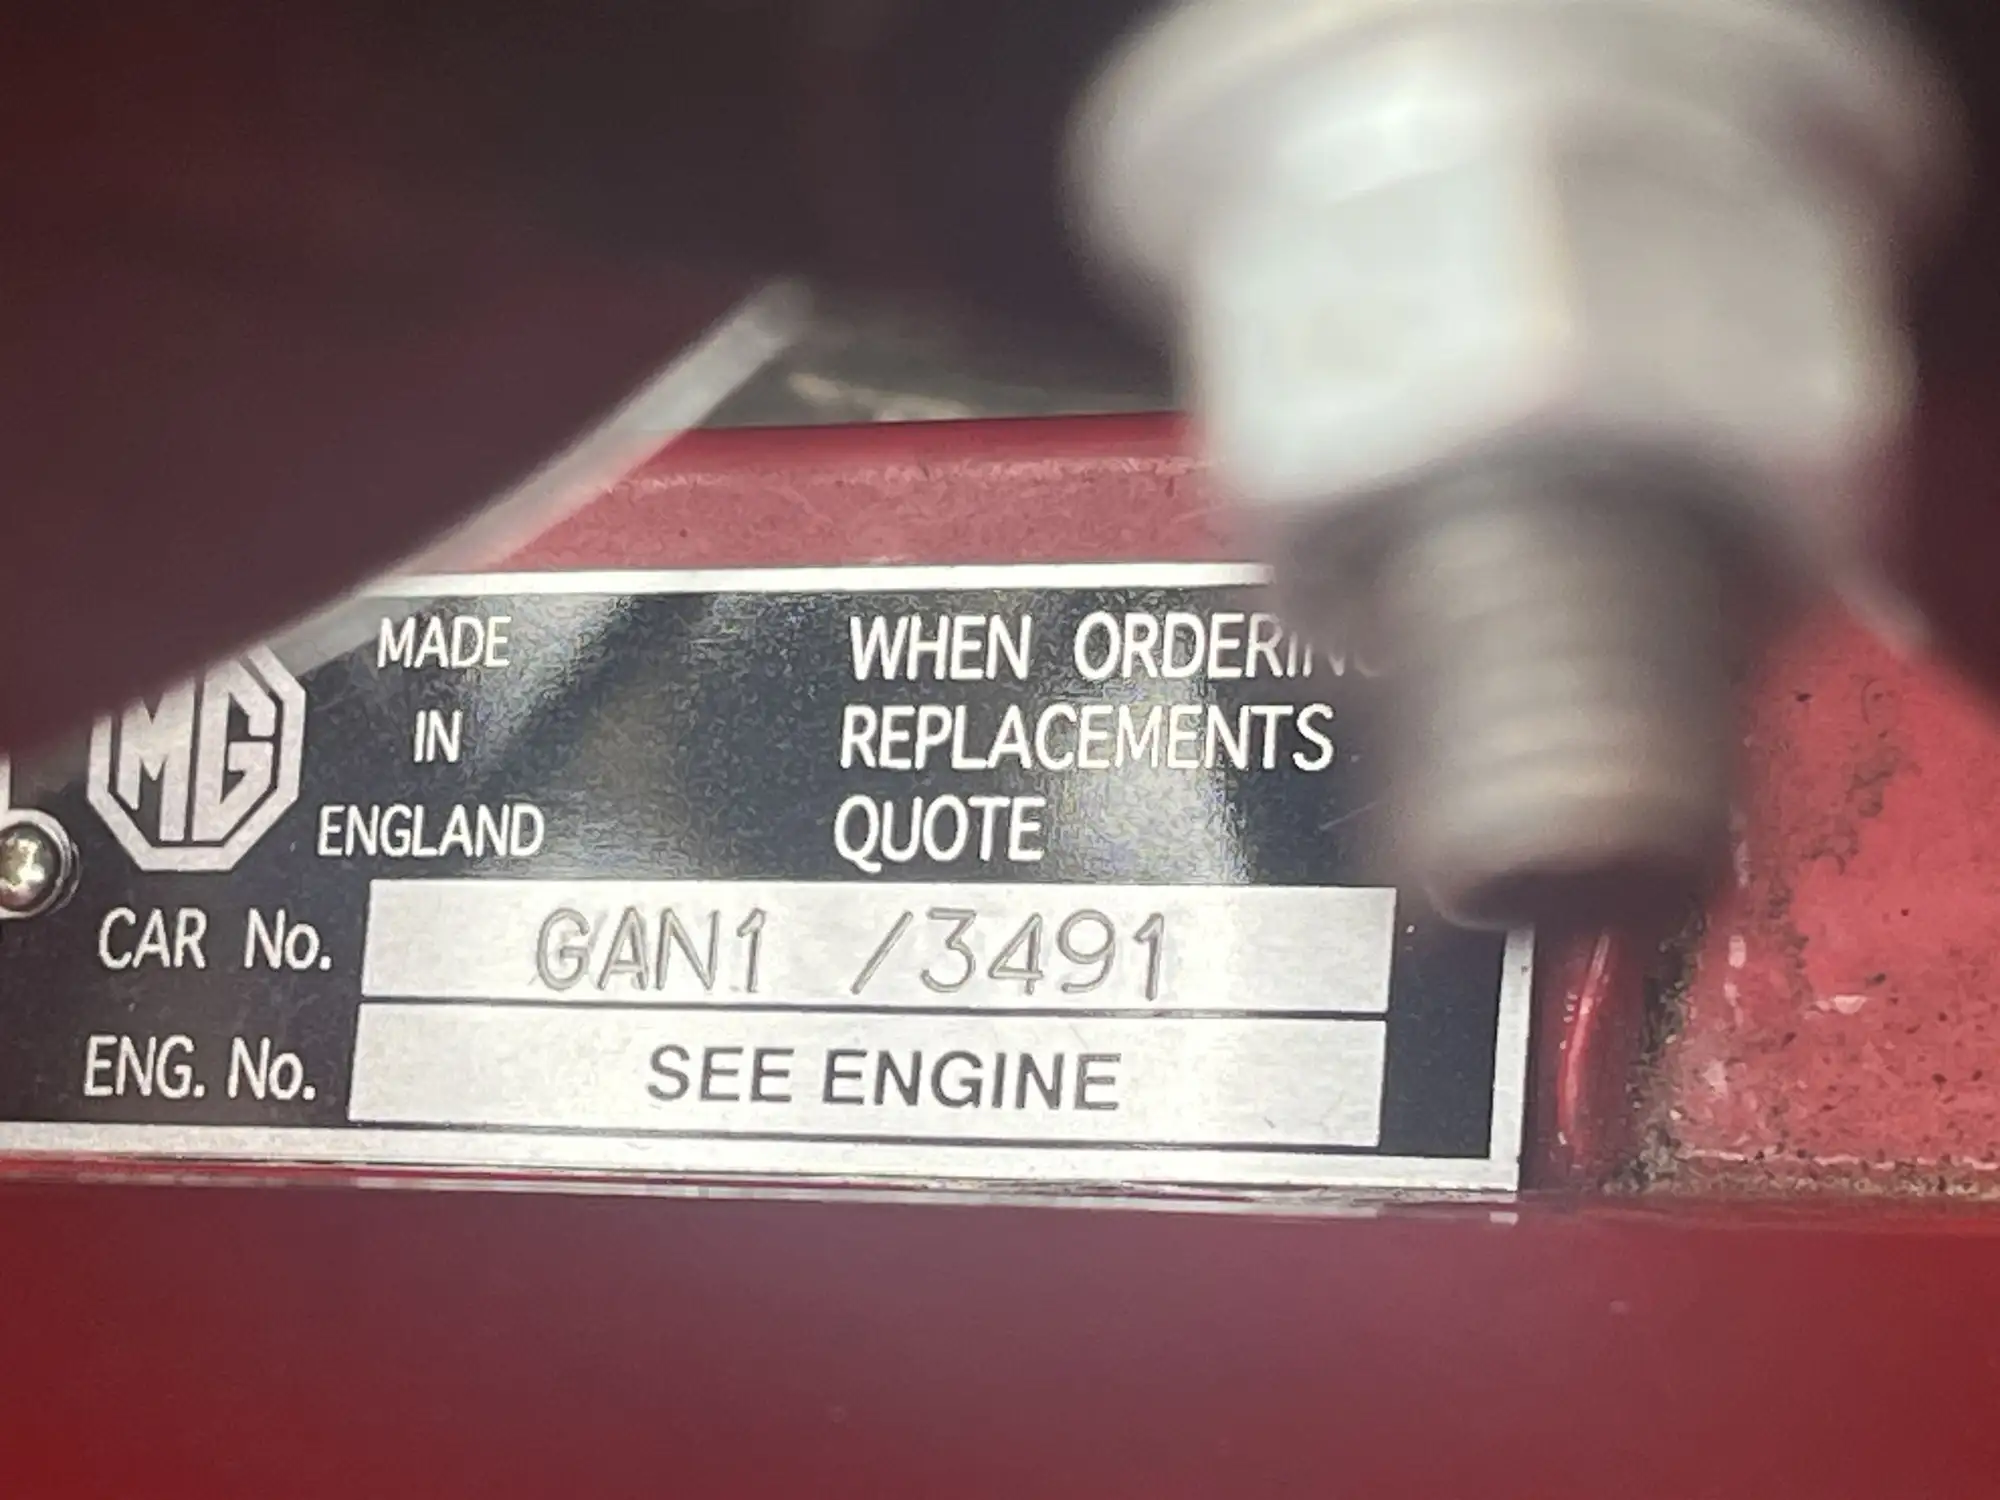 MG
MADE
IN
ENGLAND
WHEN ORDERING
REPLACEMENTS
QUOTE
CAR No. GAN1 /3491
ENG. No. SEE ENGINE